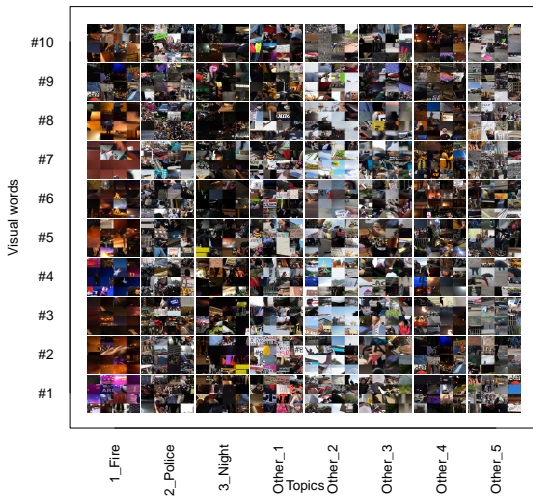 #10
#9
#8
#7
#6
#5
#4
#3
#2
#1
Visual words
1_Fire
2_Police
3_Night
Other_1
Other_2
Other_3
Other_4
Other_5
Topics